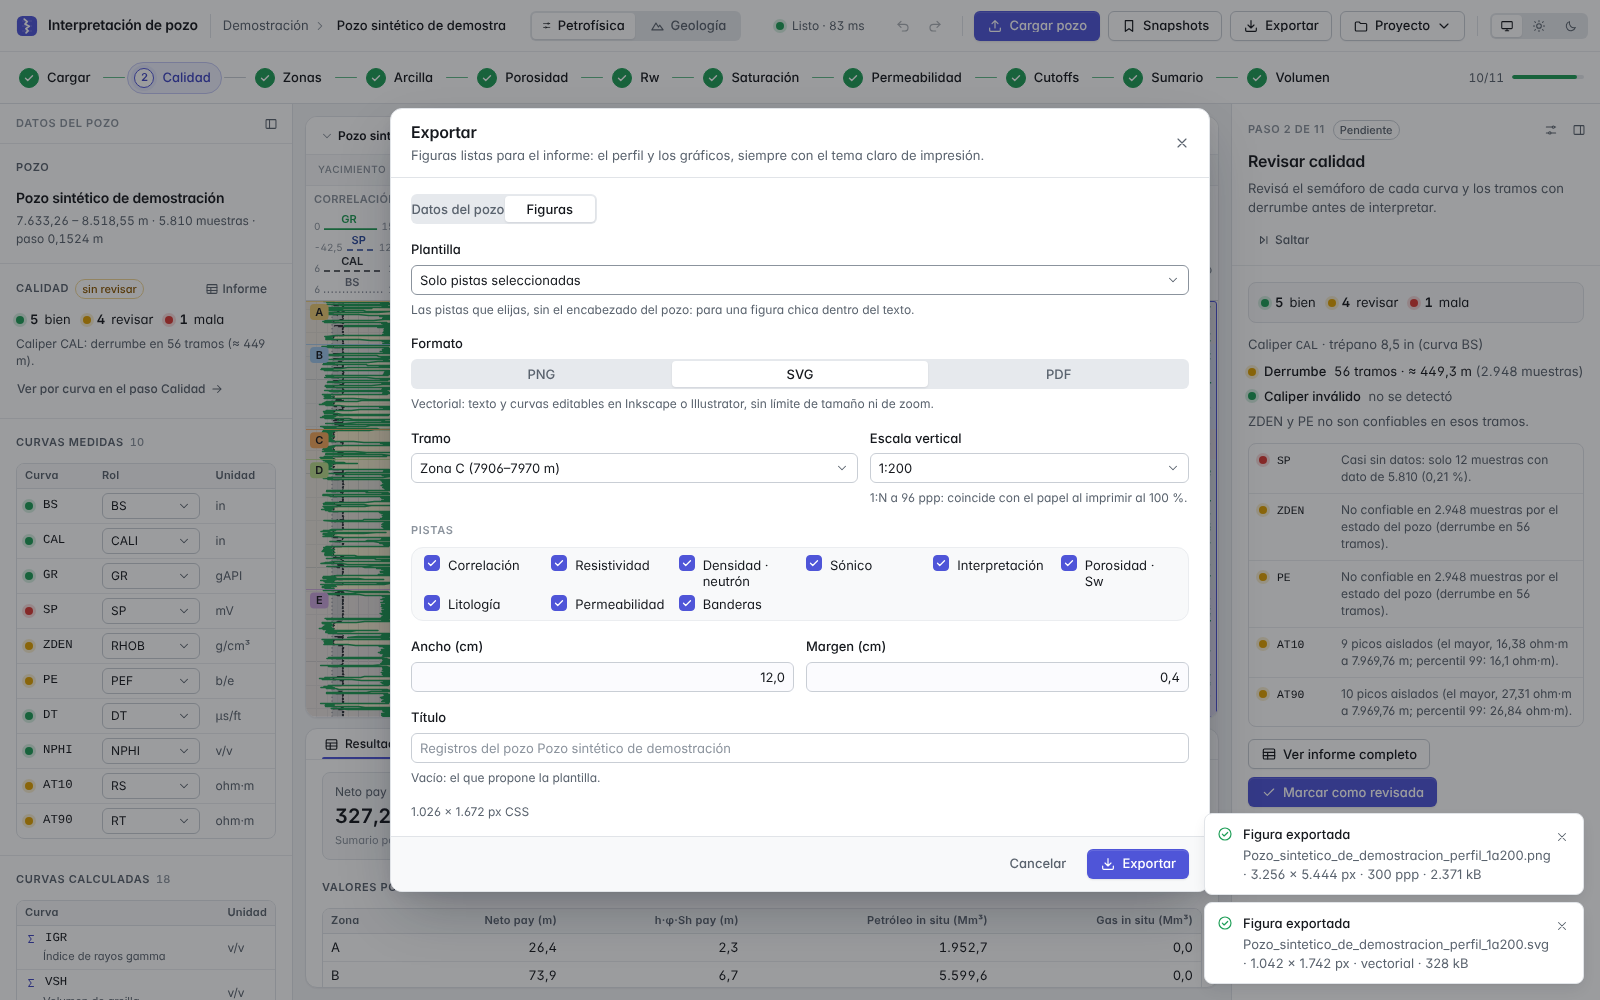 Interpretación de pozo
Demostración
Pozo sintético de demostra
Petrofísica
Geología
Listo · 83 ms
Cargar pozo
Snapshots
Exportar
Proyecto
Cargar
2
Calidad
Zonas
Arcilla
Porosidad
Rw
Saturación
Permeabilidad
Cutoffs
Sumario
Volumen
10/11
DATOS DEL POZO
POZO
Pozo sintético de demostración
7.633,26 – 8.518,55 m · 5.810 muestras ·
paso 0,1524 m
CALIDAD
sin revisar
Informe
5 bien
4 revisar
1 mala
Caliper CAL: derrumbe en 56 tramos (≈ 449
m).
Ver por curva en el paso Calidad →
CURVAS MEDIDAS 10
Curva Rol Unidad
BS BS in
CAL CALI in
GR GR gAPI
SP SP mV
ZDEN RHOB g/cm³
PE PEF b/e
DT DT µs/ft
NPHI NPHI v/v
AT10 RS ohm·m
AT90 RT ohm·m
CURVAS CALCULADAS 18
Curva Unidad
Σ IGR v/v
Índice de rayos gamma
Σ VSH v/v
Pozo sint
YACIMIENTO
CORRELACIÓ
0 GR
-42,5 SP 12
CAL
6
BS
6
A
B
C
D
E
Resulta
Neto pay
327,2
Sumario p
VALORES PO
Zona Neto pay (m) h·φ·Sh pay (m) Petróleo in situ (Mm³) Gas in situ (Mm³)
A 26,4 2,3 1.952,7 0,0
B 73,9 6,7 5.599,6 0,0
Exportar
Figuras listas para el informe: el perfil y los gráficos, siempre con el tema claro de impresión.
Datos del pozo
Figuras
Plantilla
Solo pistas seleccionadas
Las pistas que elijas, sin el encabezado del pozo: para una figura chica dentro del texto.
Formato
PNG
SVG
PDF
Vectorial: texto y curvas editables en Inkscape o Illustrator, sin límite de tamaño ni de zoom.
Tramo
Escala vertical
Zona C (7906–7970 m)
1:200
1:N a 96 ppp: coincide con el papel al imprimir al 100 %.
PISTAS
Correlación
Resistividad
Densidad ·
neutrón
Sónico
Interpretación
Porosidad ·
Sw
Litología
Permeabilidad
Banderas
Ancho (cm)
Margen (cm)
12,0
0,4
Título
Registros del pozo Pozo sintético de demostración
Vacío: el que propone la plantilla.
1.026 × 1.672 px CSS
Cancelar
Exportar
PASO 2 DE 11
Pendiente
Revisar calidad
Revisá el semáforo de cada curva y los tramos con
derrumbe antes de interpretar.
Saltar
5 bien
4 revisar
1 mala
Caliper CAL · trépano 8,5 in (curva BS)
Derrumbe 56 tramos · ≈ 449,3 m (2.948 muestras)
Caliper inválido no se detectó
ZDEN y PE no son confiables en esos tramos.
SP Casi sin datos: solo 12 muestras con
dato de 5.810 (0,21 %).
ZDEN No confiable en 2.948 muestras por el
estado del pozo (derrumbe en 56
tramos).
PE No confiable en 2.948 muestras por el
estado del pozo (derrumbe en 56
tramos).
AT10 9 picos aislados (el mayor, 16,38 ohm·m
a 7.969,76 m; percentil 99: 16,1 ohm·m).
AT90 10 picos aislados (el mayor, 27,31 ohm·m
a 7.969,76 m; percentil 99: 26,84 ohm·m).
Ver informe completo
Marcar como revisada
Figura exportada
Pozo_sintetico_de_demostracion_perfil_1a200.png
· 3.256 × 5.444 px · 300 ppp · 2.371 kB
Figura exportada
Pozo_sintetico_de_demostracion_perfil_1a200.svg
· 1.042 × 1.742 px · vectorial · 328 kB